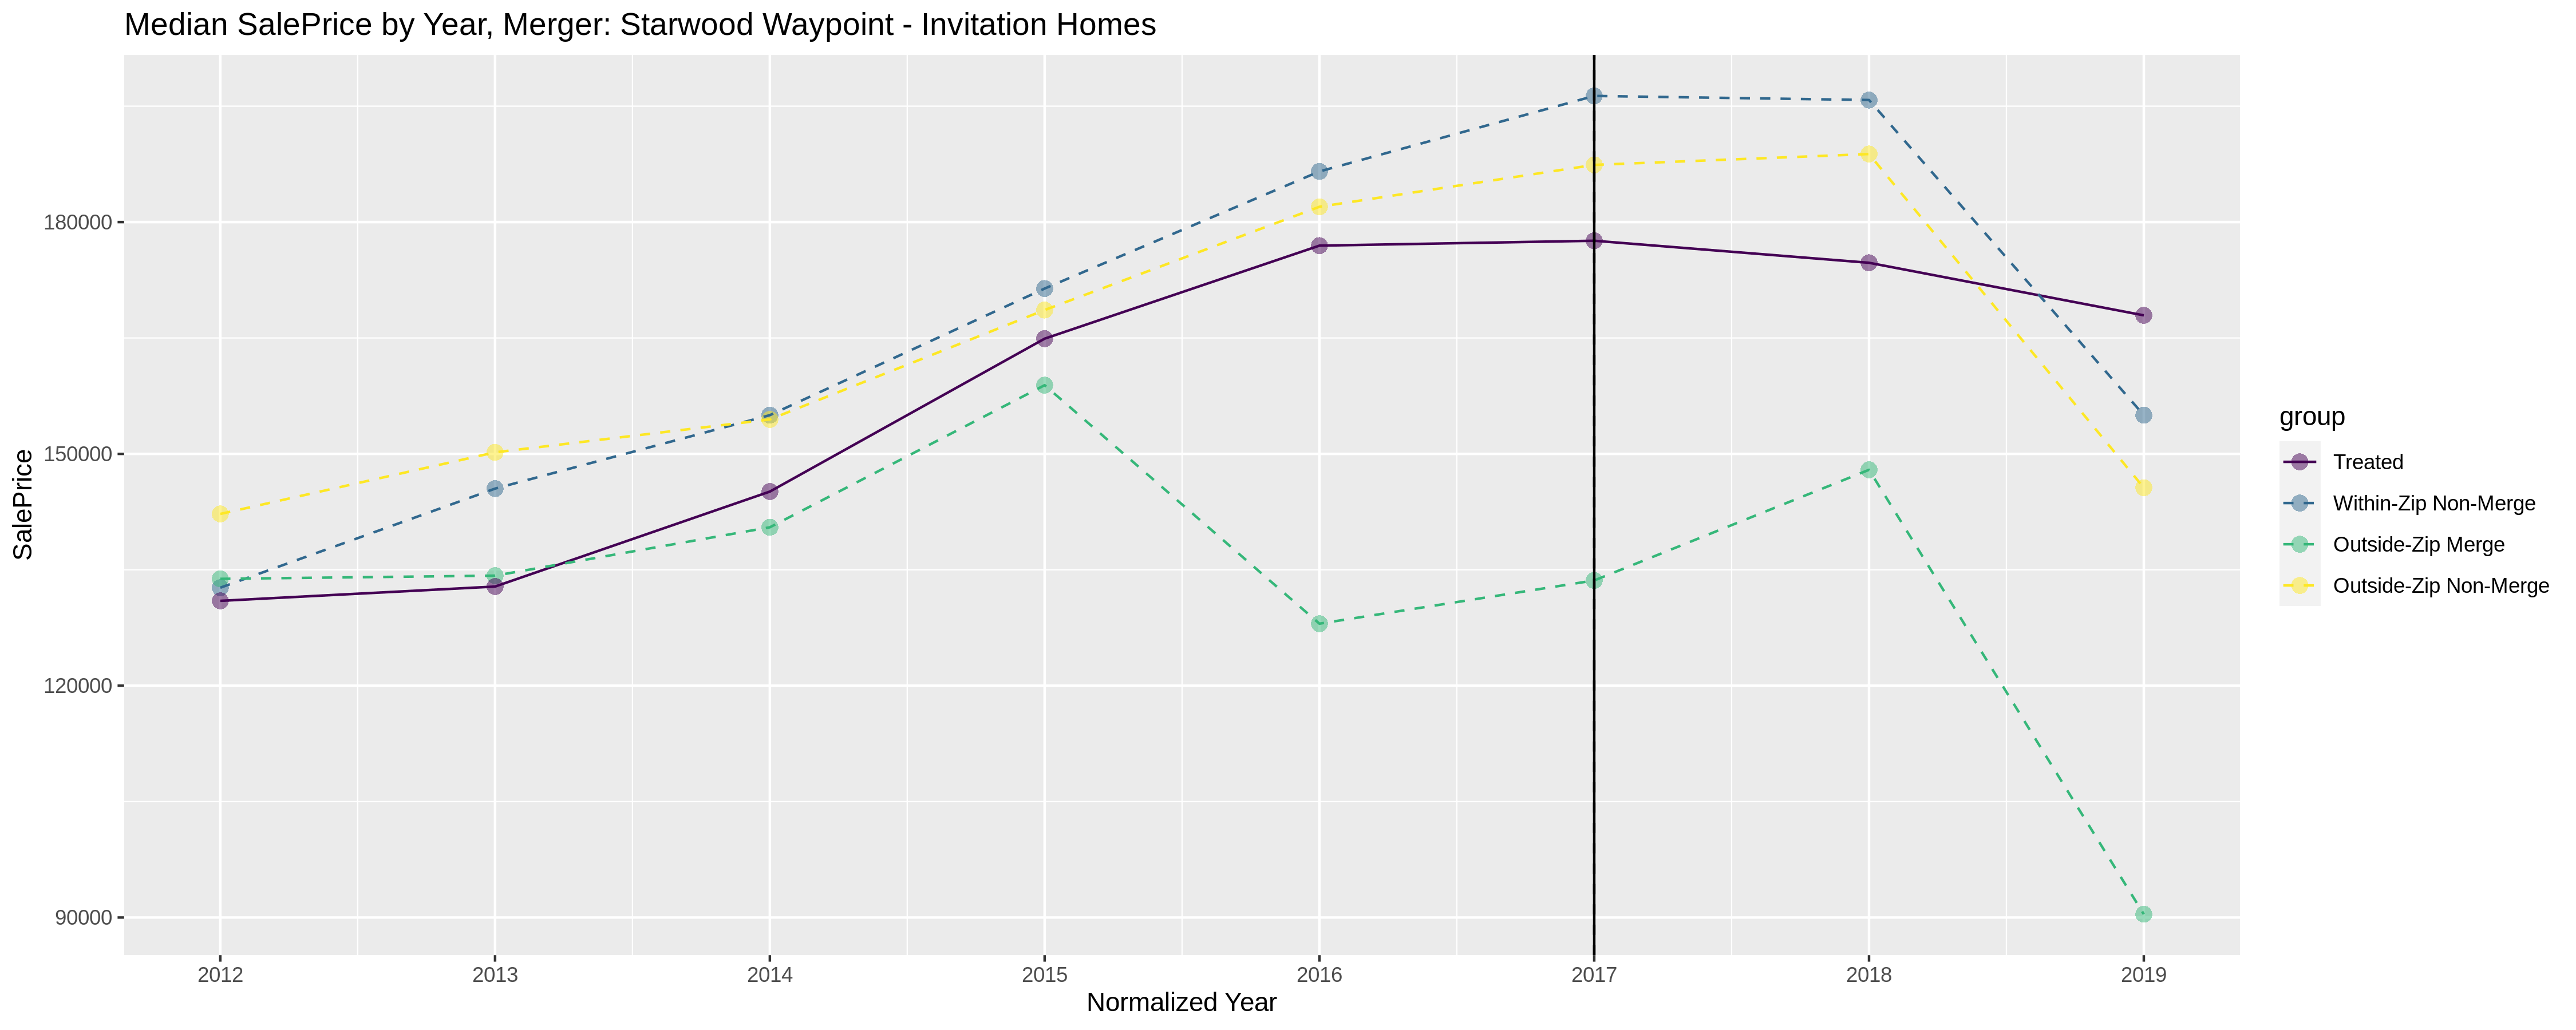 Median SalePrice by Year, Merger: Starwood Waypoint - Invitation Homes
SalePrice
180000
150000
120000
90000
2012 2013 2014 2015 2016 2017 2018 2019
Normalized Year
group
Treated
Within-Zip Non-Merge
Outside-Zip Merge
Outside-Zip Non-Merge